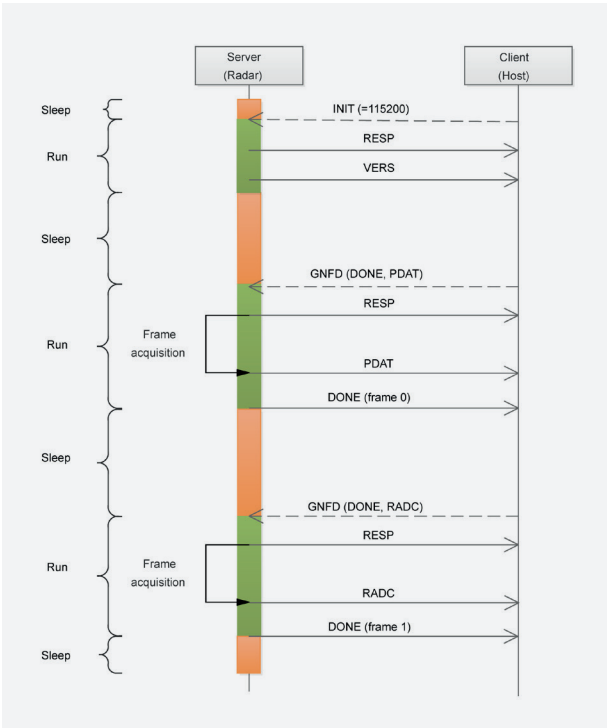 Server
(Radar)
Client
(Host)
Sleep
INIT (=115200)
Run
RESP
VERS
Sleep
GNFD (DONE, PDAT)
RESP
Run
Frame
acquisition
PDAT
DONE (frame 0)
Sleep
GNFD (DONE, RADC)
RESP
Run
Frame
acquisition
RADC
DONE (frame 1)
Sleep